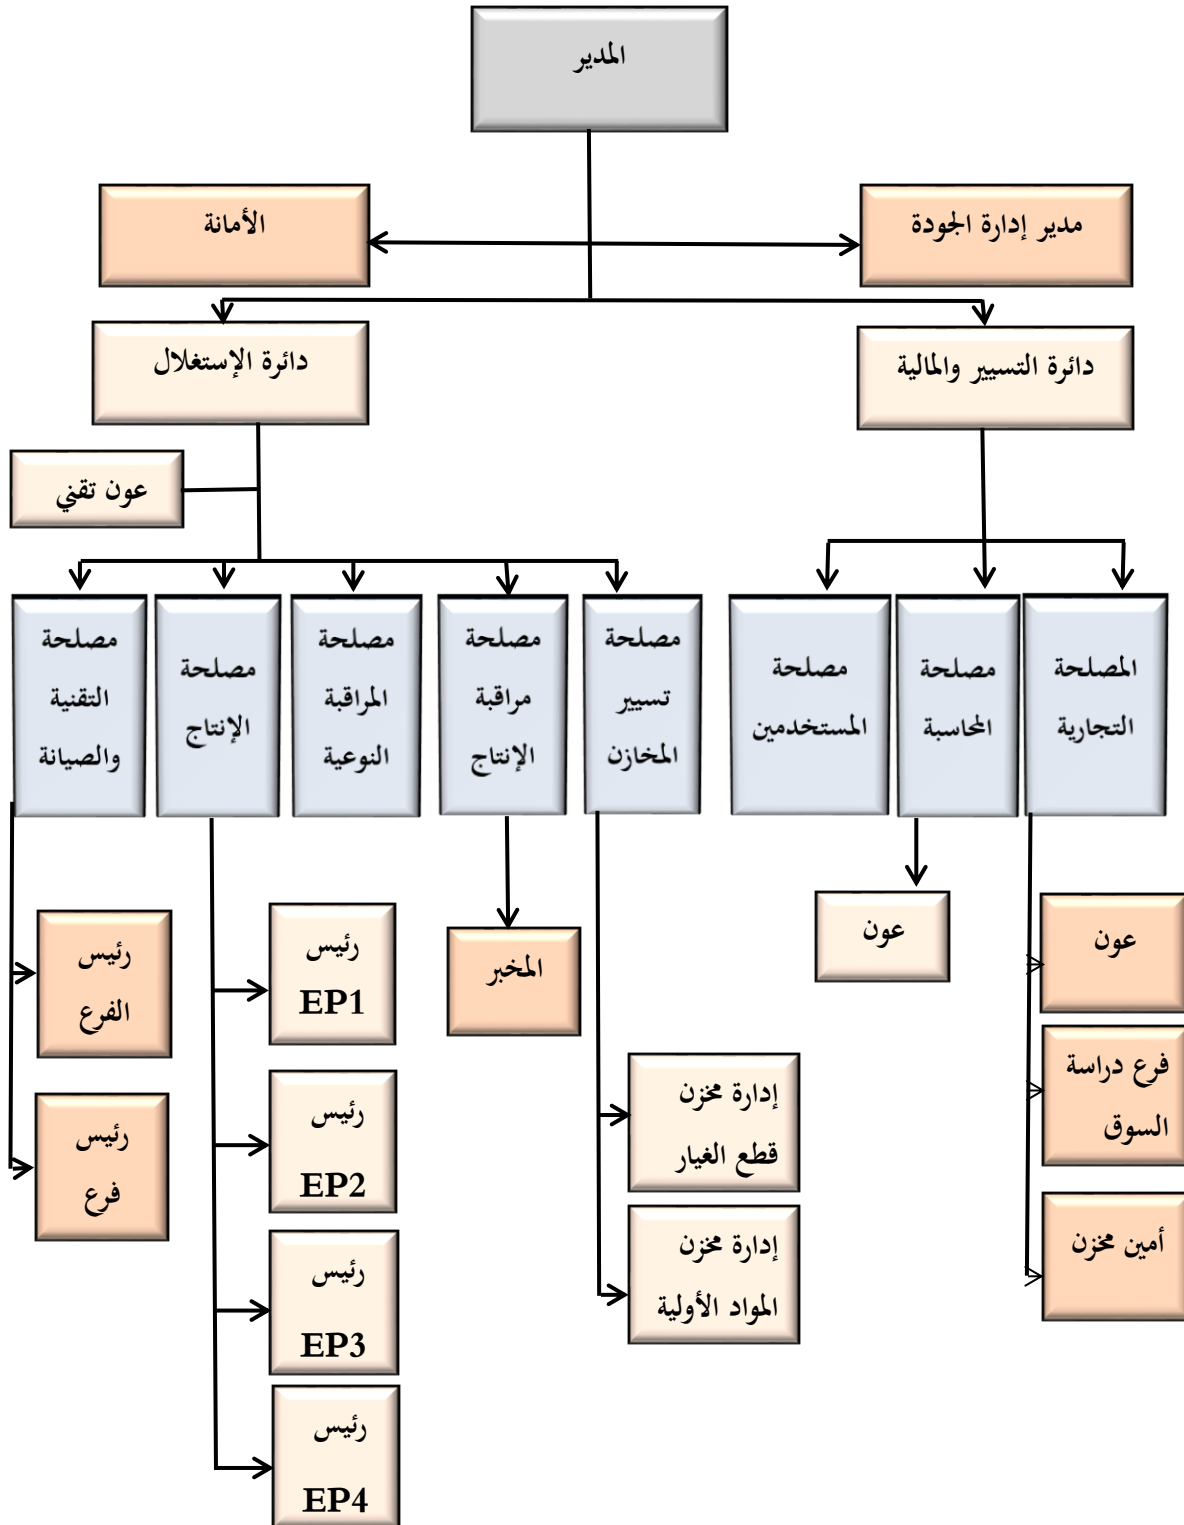 المدير
مدير إدارة الجودة
الأمانة
دائرة التسيير والمالية
دائرة الإستغلال
عون تقني
المصلحة
التجارية
مصلحة
المحاسبة
مصلحة
المستخدمين
مصلحة
تسيير
المخازن
مصلحة
مراقبة
الإنتاج
مصلحة
المراقبة
النوعية
مصلحة
الإنتاج
مصلحة
التقنية
والصيانة
عون
فرع دراسة
السوق
أمين مخزن
عون
إدارة مخزن
قطع الغيار
إدارة مخزن
المواد الأولية
المخبر
رئيس
EP1
رئيس
EP2
رئيس
EP3
رئيس
EP4
رئيس
الفرع
رئيس
فرع